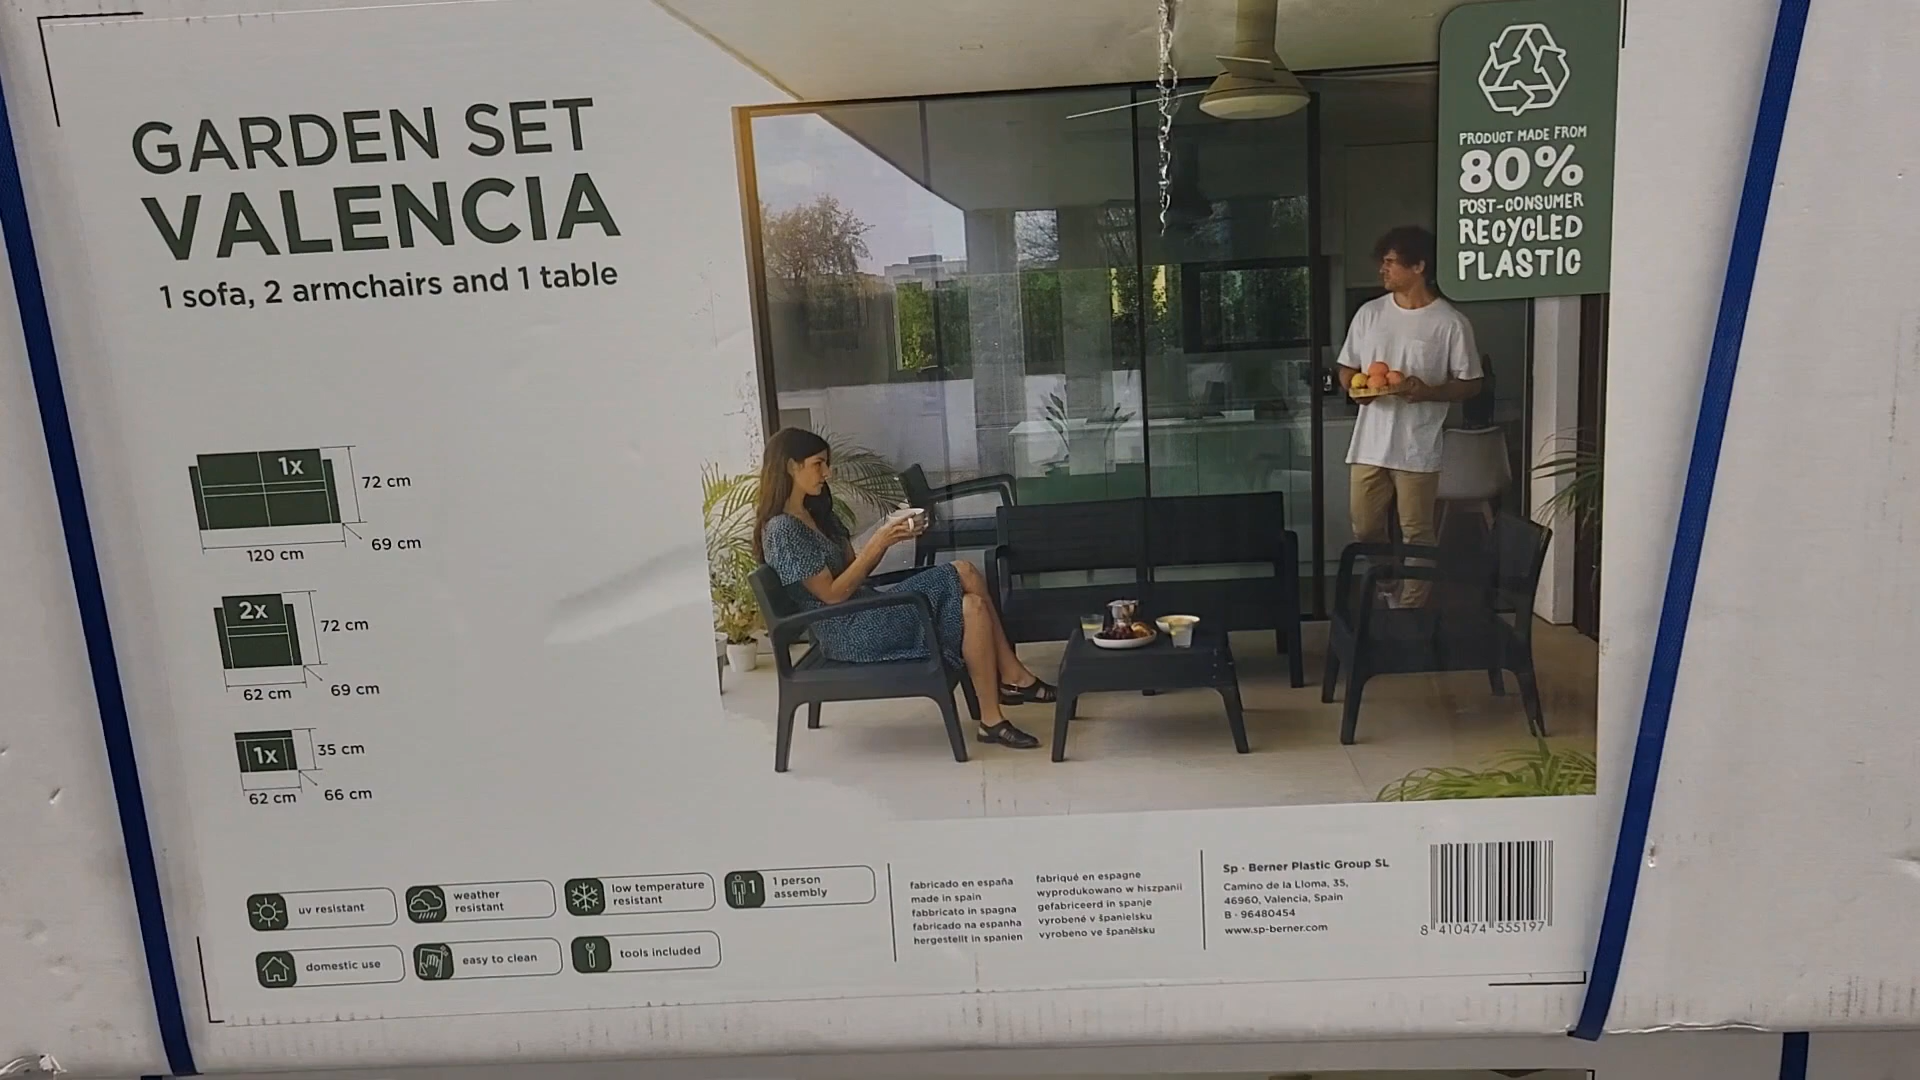 GARDEN SET
VALENCIA
1 sofa, 2 armchairs and 1 table
PRODUCT MADE FROM
80%
POST-CONSUMER
RECYCLED
PLASTIC
1x
72 cm
69 cm
120 cm
2x
72 cm
69 cm
62 cm
1x
35 cm
66 cm
62 cm
uv resistant
weather
resistant
low temperature
resistant
1
1 person
assembly
domestic use
easy to clean
tools included
fabricado en españa
made in spain
fabbricato in spagna
fabricado na espanha
hergestellt in spanien
fabriqué en espagne
wyprodukowano w hiszpanii
gefabriceerd in spanje
vyrobené v španielsku
vyrobeno ve španělsku
Sp · Berner Plastic Group SL
Camino de la Lloma, 35,
46960, Valencia, Spain
B - 96480454
www.sp-berner.com
8 410474 555197